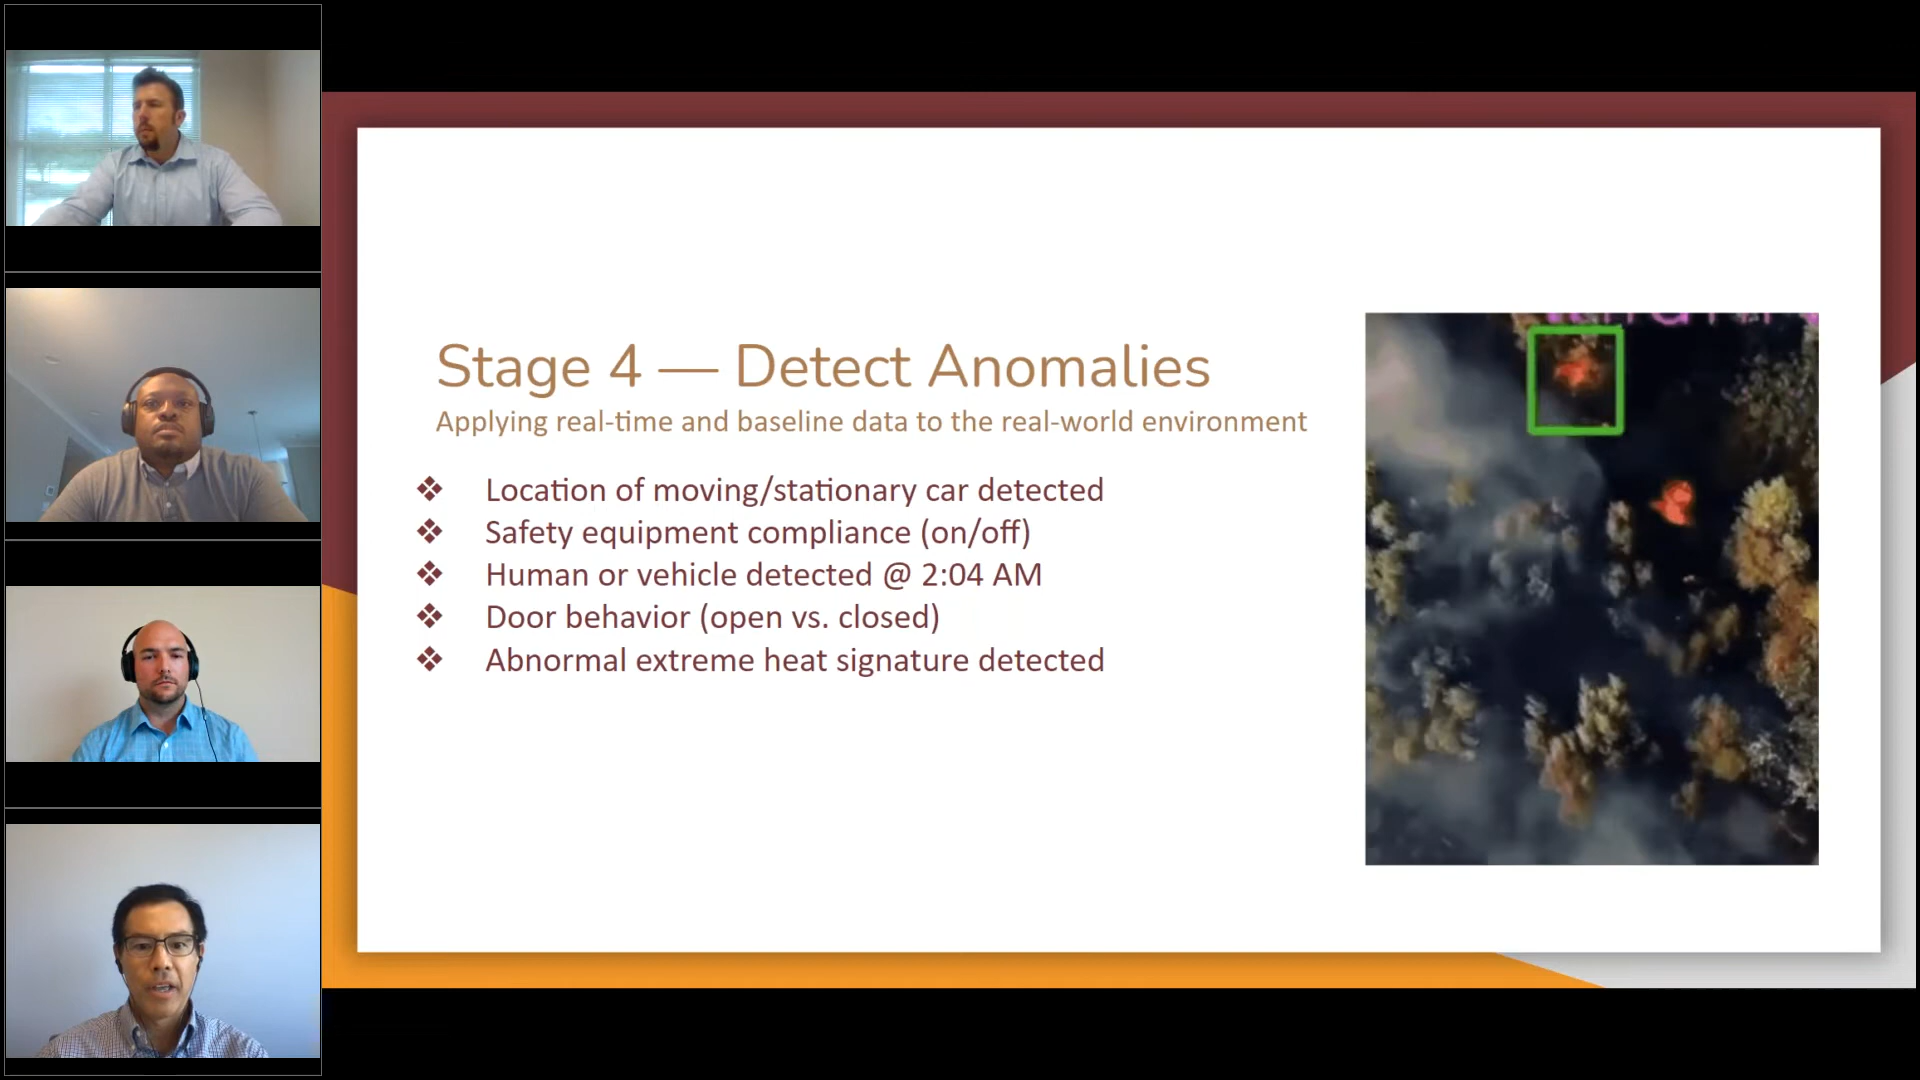 Stage 4 — Detect Anomalies
Applying real-time and baseline data to the real-world environment
❖ Location of moving/stationary car detected
❖ Safety equipment compliance (on/off)
❖ Human or vehicle detected @ 2:04 AM
❖ Door behavior (open vs. closed)
❖ Abnormal extreme heat signature detected